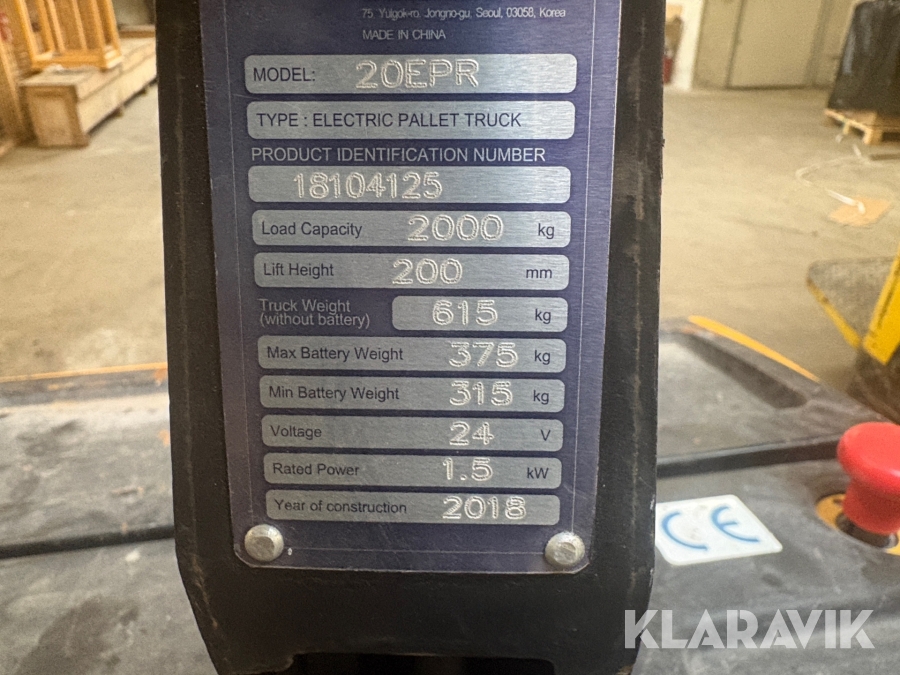 75, Yulgok-ro, Jongno-gu, Seoul, 03058, Korea
MADE IN CHINA
MODEL: 20EPR
TYPE : ELECTRIC PALLET TRUCK
PRODUCT IDENTIFICATION NUMBER
18104125
Load Capacity 2000 kg
Lift Height 200 mm
Truck Weight
(without battery) 615 kg
Max Battery Weight 375 kg
Min Battery Weight 315 kg
Voltage 24 V
Rated Power 1.5 kW
Year of construction 2018
CE
KLARAVIK